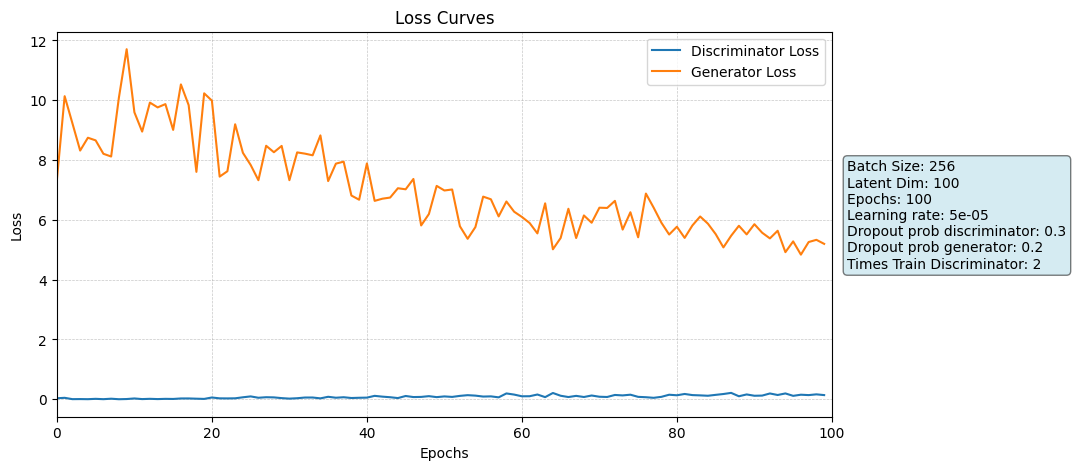 Loss Curves
Discriminator Loss
Generator Loss
Loss
12
10
8
6
4
2
0
0 20 40 60 80 100
Epochs
Batch Size: 256
Latent Dim: 100
Epochs: 100
Learning rate: 5e-05
Dropout prob discriminator: 0.3
Dropout prob generator: 0.2
Times Train Discriminator: 2